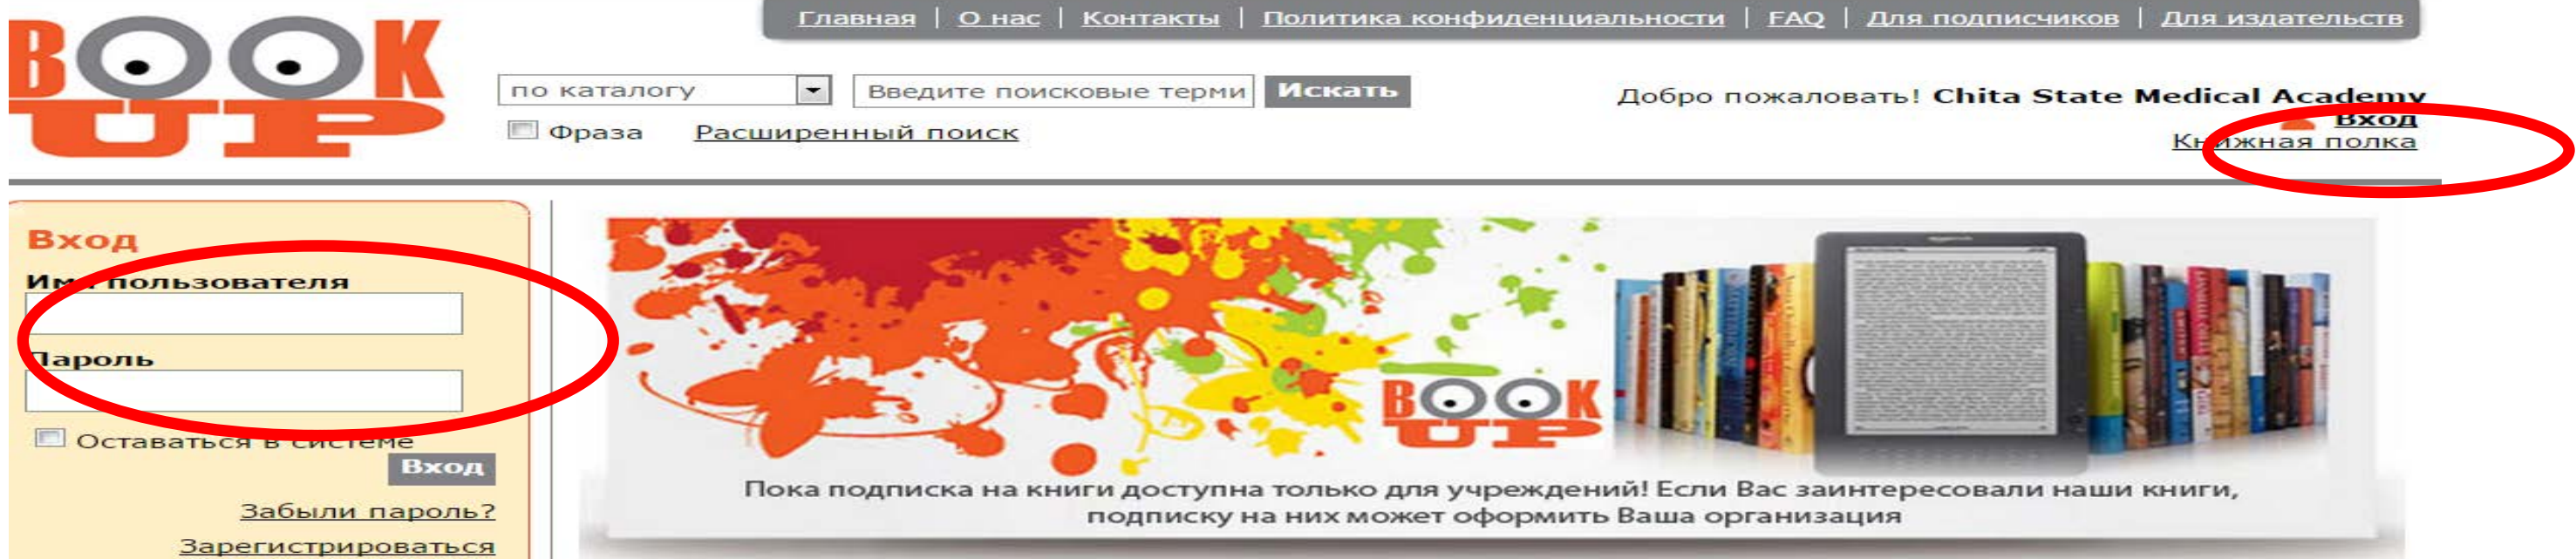 Главная | О нас | Контакты | Политика конфиденциальности | FAQ | Для подписчиков | Для издательств
BOOK
UP
по каталогу
Введите поисковые терми
Искать
Добро пожаловать! Chita State Medical Academy
Вход
Фраза
Расширенный поиск
Книжная полка
Вход
Имя пользователя
Пароль
Оставаться в системе
Вход
Забыли пароль?
Зарегистрироваться
BOOK
UP
Пока подписка на книги доступна только для учреждений! Если Вас заинтересовали наши книги,
подписку на них может оформить Ваша организация